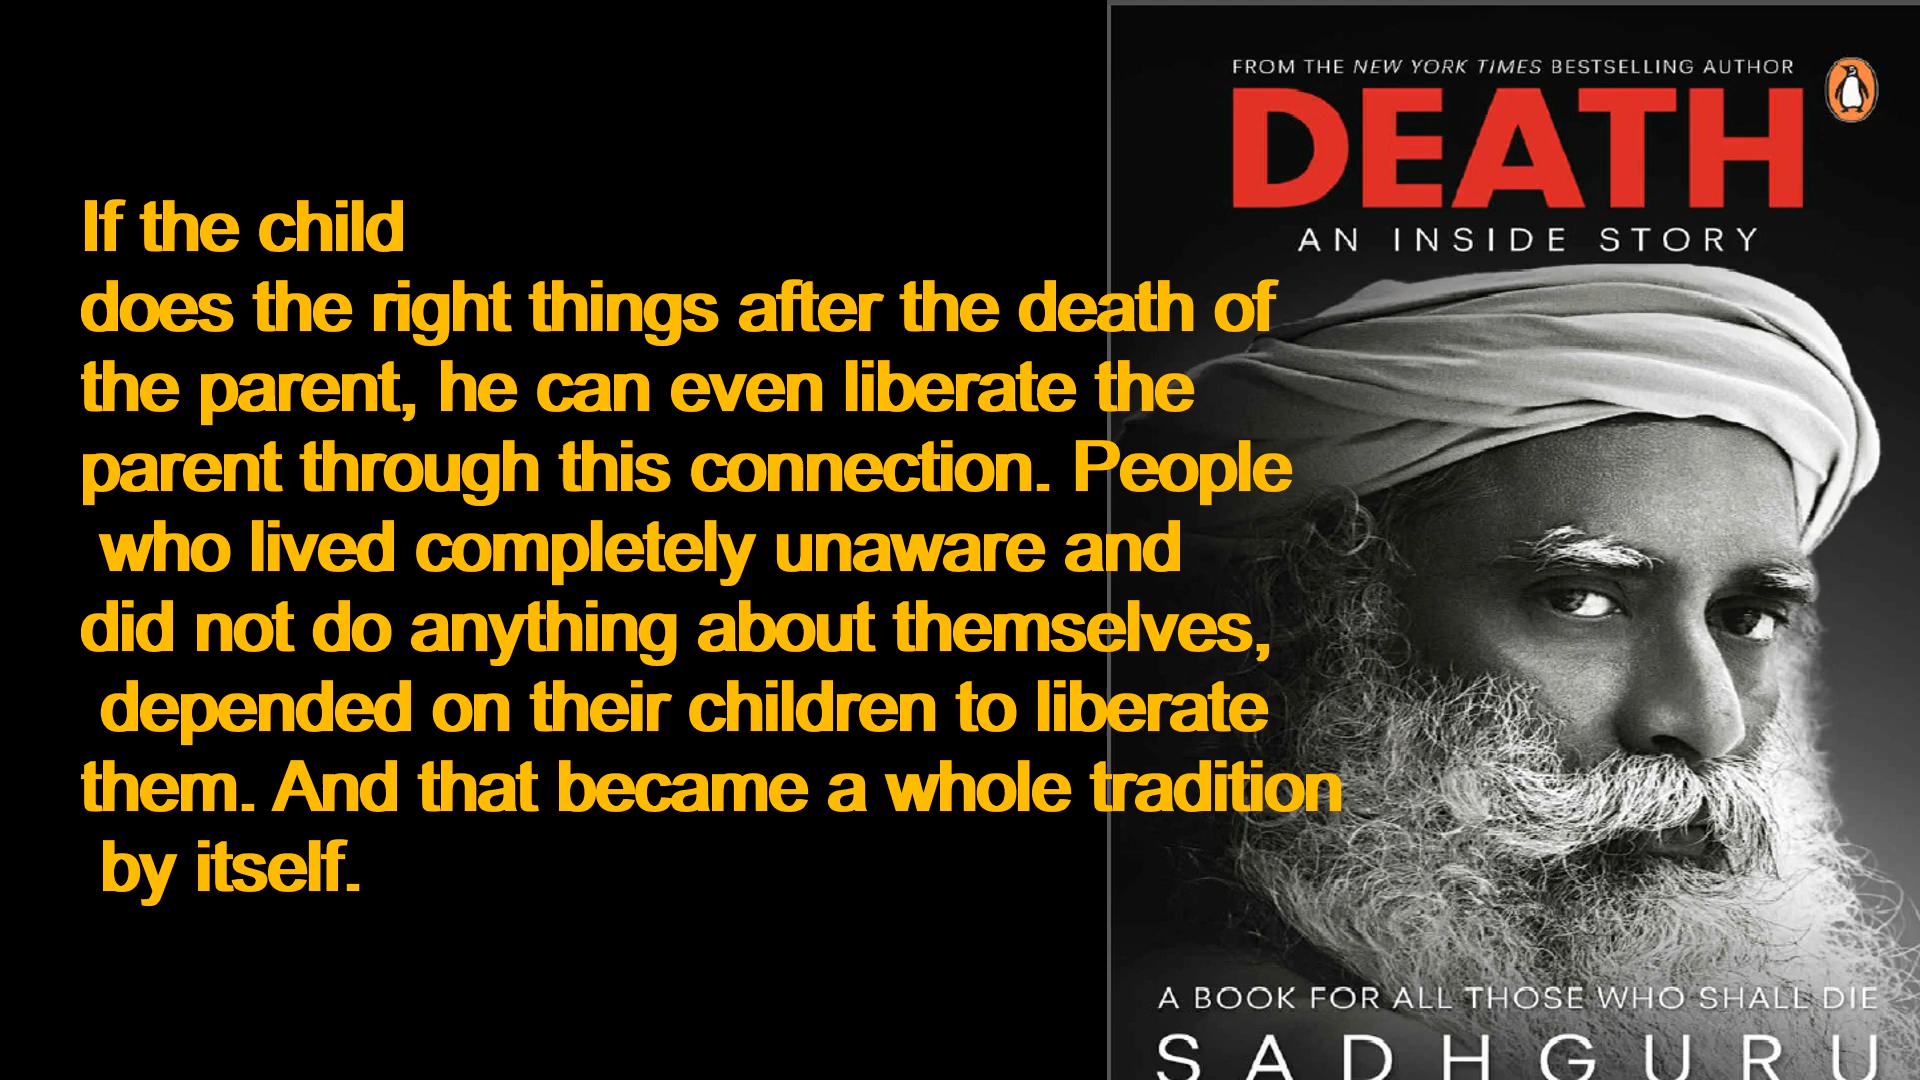 If the child
does the right things after the death of
the parent, he can even liberate the
parent through this connection. People
who lived completely unaware and
did not do anything about themselves,
depended on their children to liberate
them. And that became a whole tradition
by itself.
FROM THE NEW YORK TIMES BESTSELLING AUTHOR
DEATH
AN INSIDE STORY
A BOOK FOR ALL THOSE WHO SHALL DIE
SADHGURU